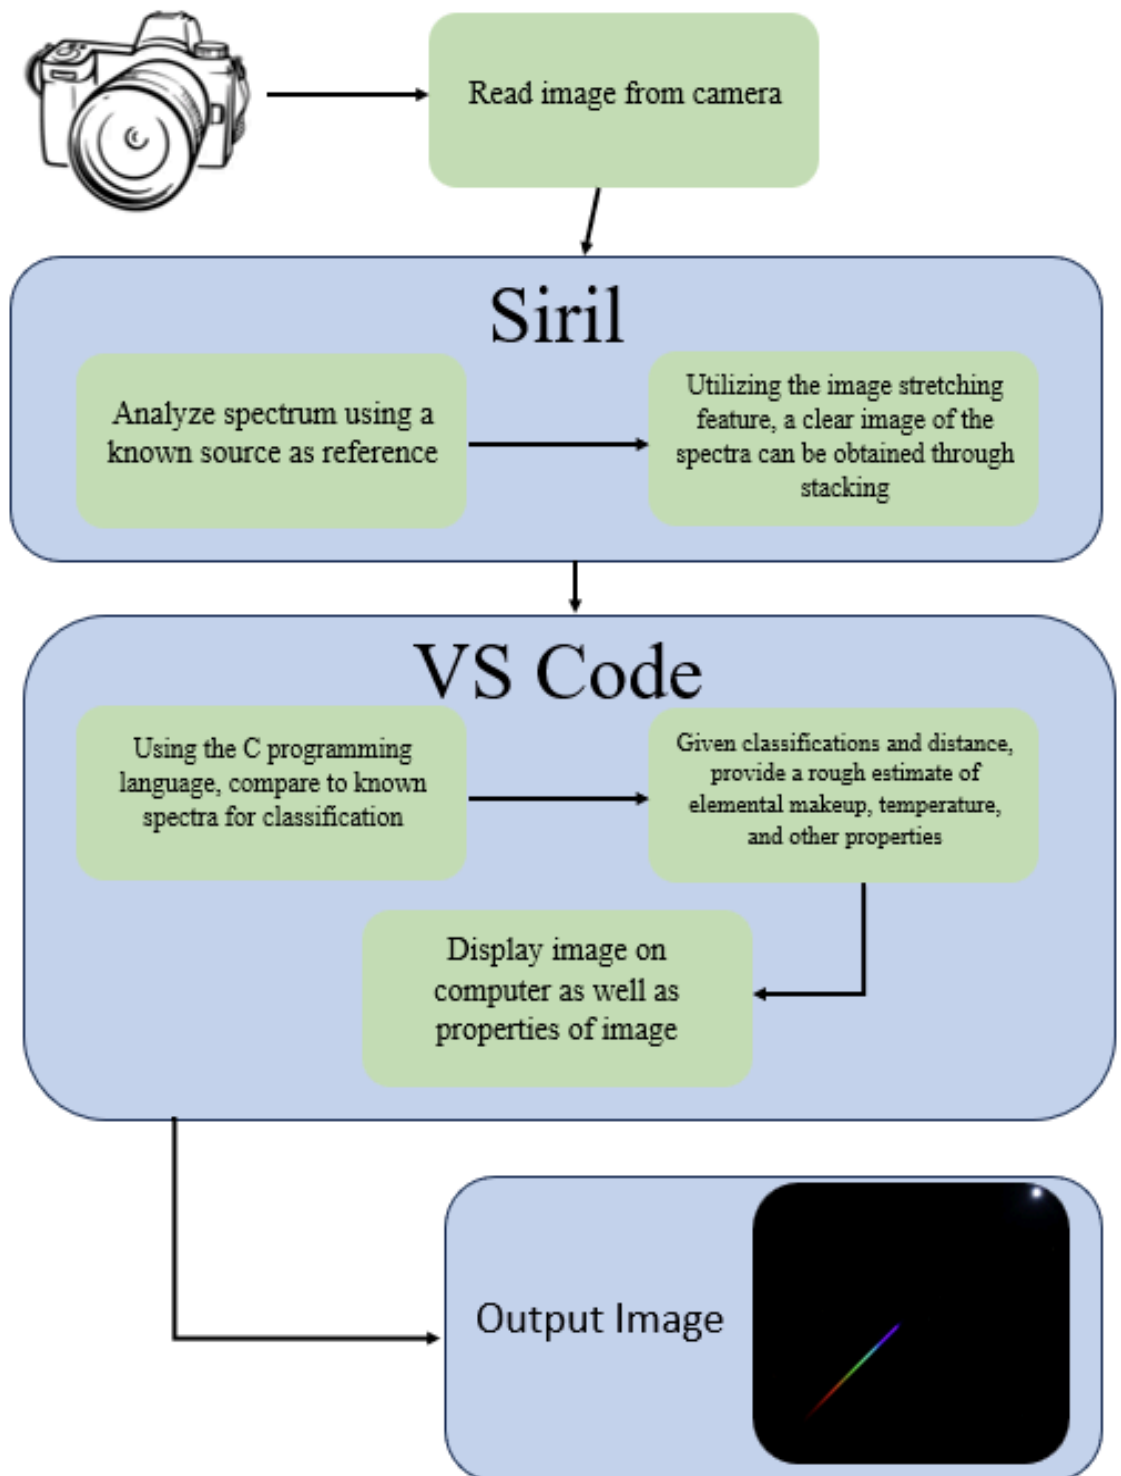 Read image from camera
Siril
Analyze spectrum using a
known source as reference
Utilizing the image stretching
feature, a clear image of the
spectra can be obtained through
stacking
VS Code
Using the C programming
language, compare to known
spectra for classification
Given classifications and distance,
provide a rough estimate of
elemental makeup, temperature,
and other properties
Display image on
computer as well as
properties of image
Output Image